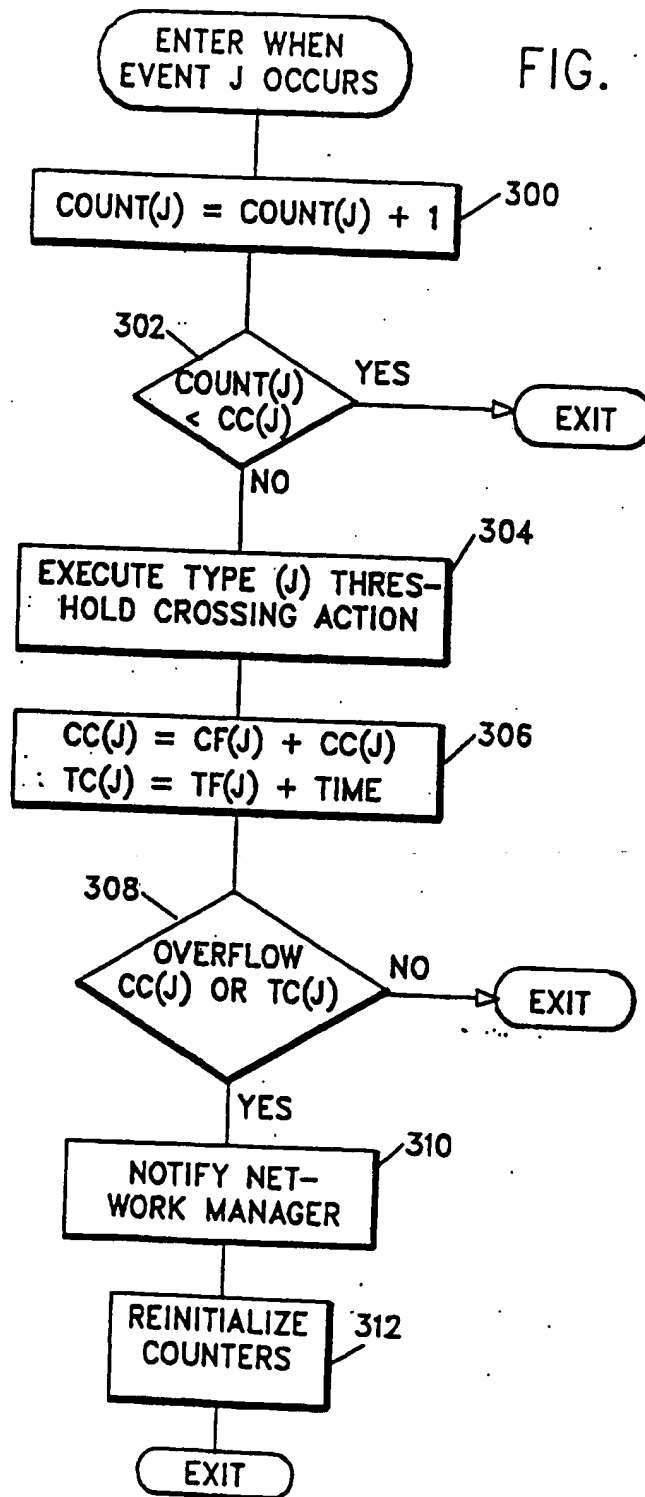 ENTER WHEN
EVENT J OCCURS
FIG.
COUNT(J) = COUNT(J) + 1
300
302
COUNT(J)
< CC(J)
YES
EXIT
NO
304
EXECUTE TYPE (J) THRES-
HOLD CROSSING ACTION
CC(J) = CF(J) + CC(J)
TC(J) = TF(J) + TIME
306
308
OVERFLOW
CC(J) OR TC(J)
NO
EXIT
YES
310
NOTIFY NET-
WORK MANAGER
REINITIALIZE
COUNTERS
312
EXIT